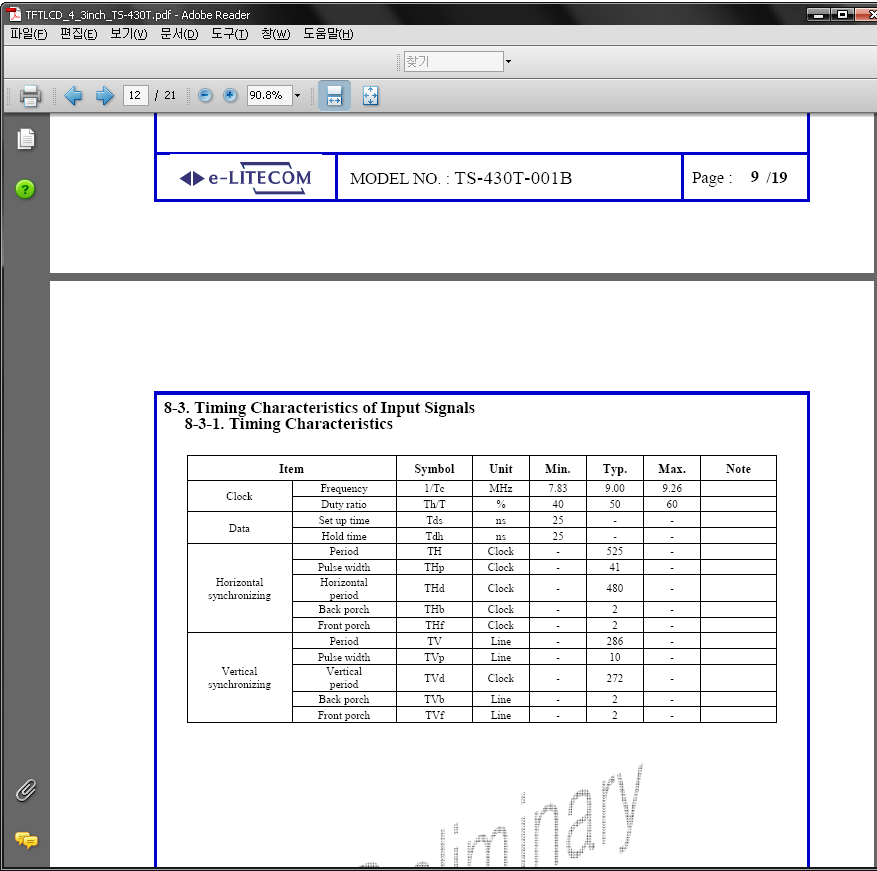 TFTLCD_4_3inch_TS-430T.pdf - Adobe Reader
파일(F) 편집(E) 보기(V) 문서(D) 도구(T) 창(W) 도움말(H)
찾기
12 / 21 90.8%
e-LITECOM MODEL NO. : TS-430T-001B Page : 9 /19
8-3. Timing Characteristics of Input Signals
8-3-1. Timing Characteristics
Item Symbol Unit Min. Typ. Max. Note
Clock Frequency 1/Tc MHz 7.83 9.00 9.26
Duty ratio Th/T % 40 50 60
Data Set up time Tds ns 25 - -
Hold time Tdh ns 25 - -
Horizontal synchronizing Period TH Clock - 525 -
Pulse width THp Clock - 41 -
Horizontal period THd Clock - 480 -
Back porch THb Clock - 2 -
Front porch THf Clock - 2 -
Vertical synchronizing Period TV Line - 286 -
Pulse width TVp Line - 10 -
Vertical period TVd Clock - 272 -
Back porch TVb Line - 2 -
Front porch TVf Line - 2 -